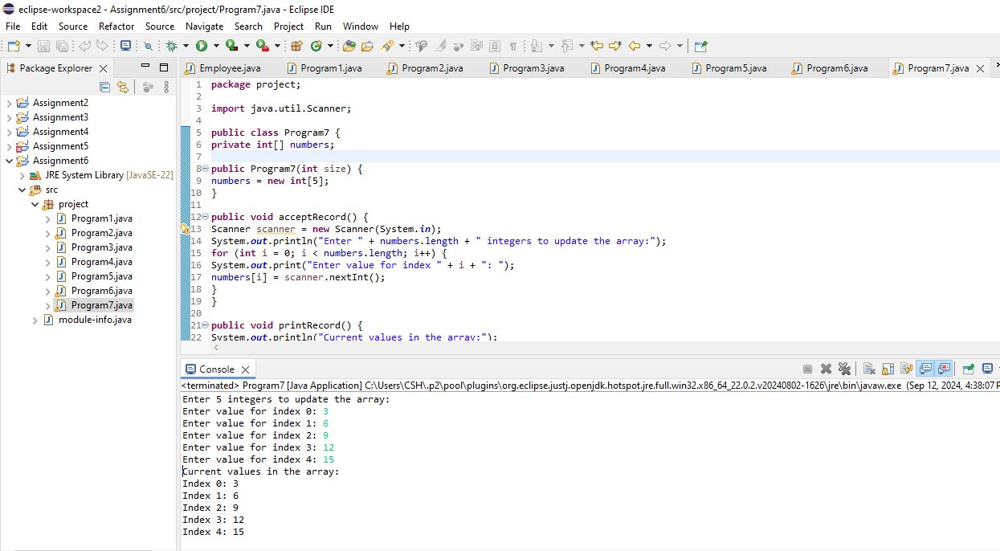 eclipse-workspace2 - Assignment6/src/project/Program7.java - Eclipse IDE
File Edit Source Refactor Source Navigate Search Project Run Window Help
Package Explorer
Employee.java Program1.java Program2.java Program3.java Program4.java Program5.java Program6.java Program7.java
Assignment2
Assignment3
Assignment4
Assignment5
Assignment6
JRE System Library [JavaSE-22]
src
project
Program1.java
Program2.java
Program3.java
Program4.java
Program5.java
Program6.java
Program7.java
module-info.java
1 package project;
2
3 import java.util.Scanner;
4
5 public class Program7 {
6 private int[] numbers;
7
8 public Program7(int size) {
9 numbers = new int[5];
10 }
11
12 public void acceptRecord() {
13 Scanner scanner = new Scanner(System.in);
14 System.out.println("Enter " + numbers.length + " integers to update the array:");
15 for (int i = 0; i < numbers.length; i++) {
16 System.out.print("Enter value for index " + i + ": ");
17 numbers[i] = scanner.nextInt();
18 }
19 }
20
21 public void printRecord() {
22 System.out.println("Current values in the array:");
Console
<terminated> Program7 [Java Application] C:\Users\CSH\.p2\pool\plugins\org.eclipse.justj.openjdk.hotspot.jre.full.win32.x86_64_22.0.2.v20240802-1626\jre\bin\javaw.exe (Sep 12, 2024, 4:38:07 P
Enter 5 integers to update the array:
Enter value for index 0: 3
Enter value for index 1: 6
Enter value for index 2: 9
Enter value for index 3: 12
Enter value for index 4: 15
Current values in the array:
Index 0: 3
Index 1: 6
Index 2: 9
Index 3: 12
Index 4: 15